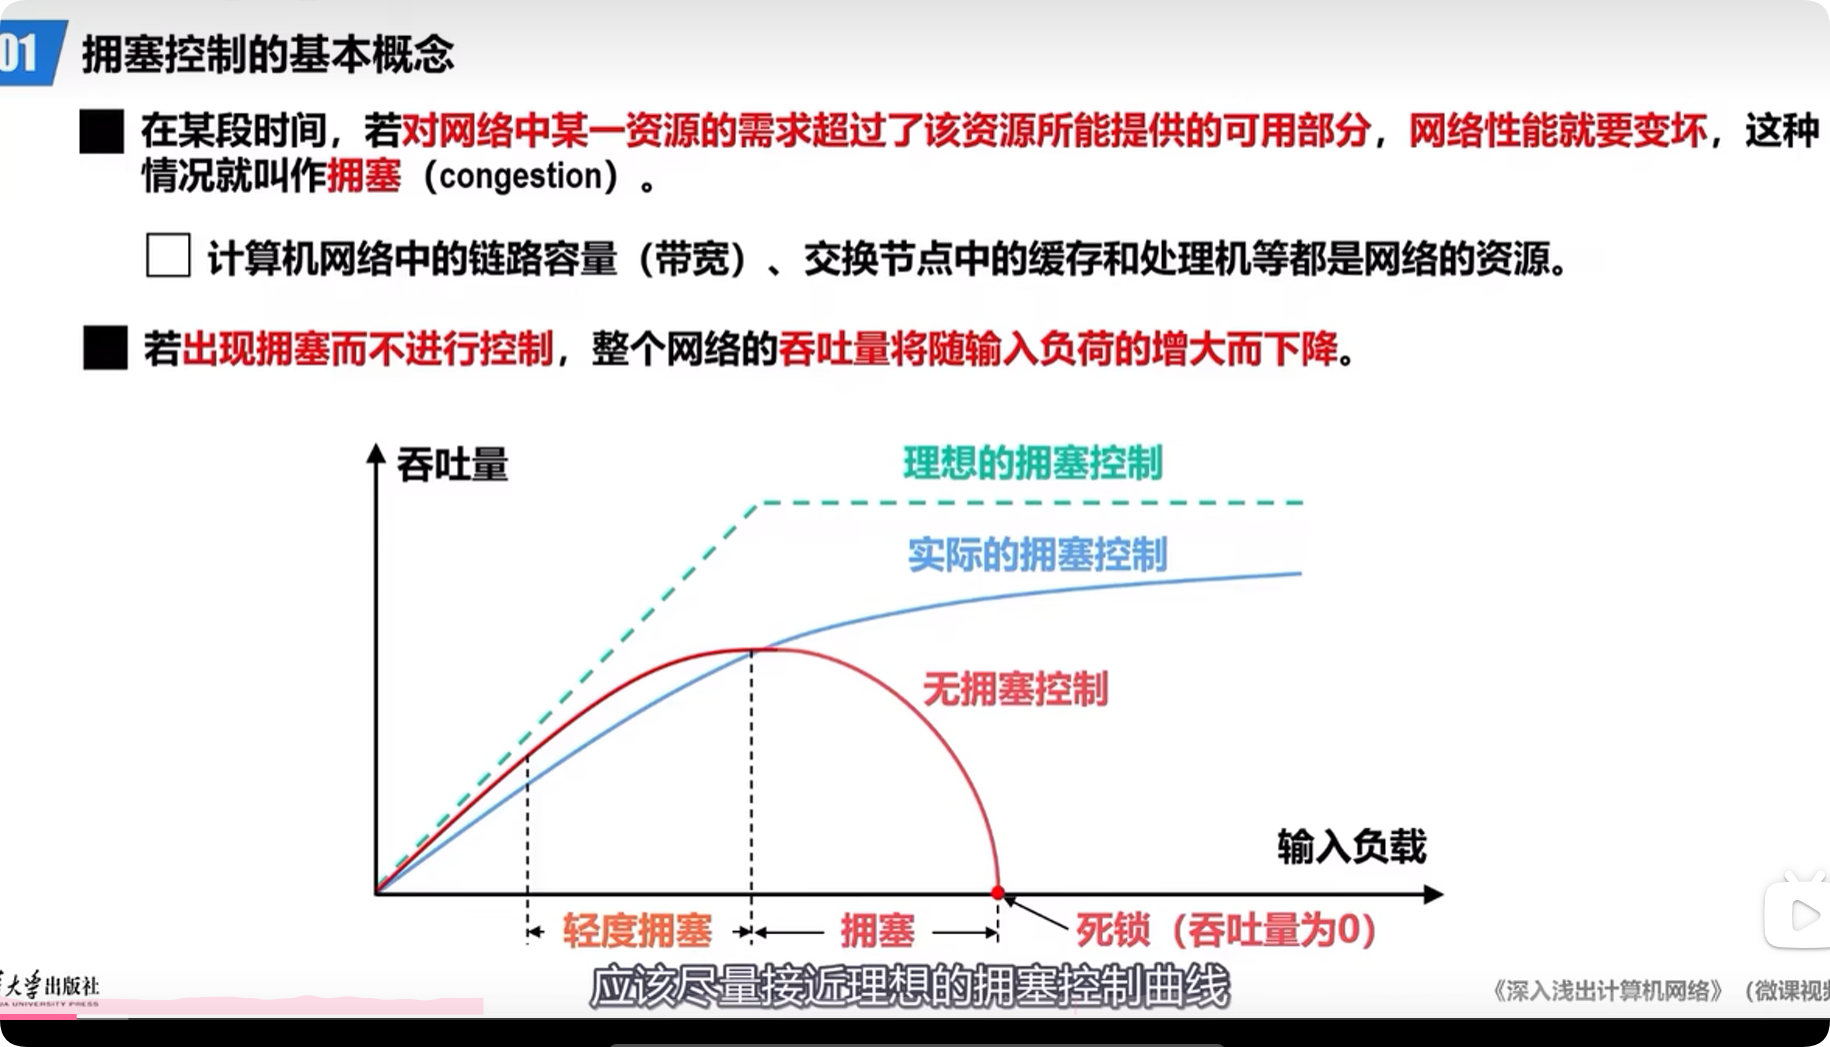 01 拥塞控制的基本概念
在某段时间，若对网络中某一资源的需求超过了该资源所能提供的可用部分，网络性能就要变坏，这种
情况就叫作拥塞（congestion）。
计算机网络中的链路容量（带宽）、交换节点中的缓存和处理机等都是网络的资源。
若出现拥塞而不进行控制，整个网络的吞吐量将随输入负荷的增大而下降。
吞吐量
理想的拥塞控制
实际的拥塞控制
无拥塞控制
输入负载
轻度拥塞
拥塞
死锁（吞吐量为0）
应该尽量接近理想的拥塞控制曲线
大学出版社
UA UNIVERSITY PRESS
《深入浅出计算机网络》（微课视频